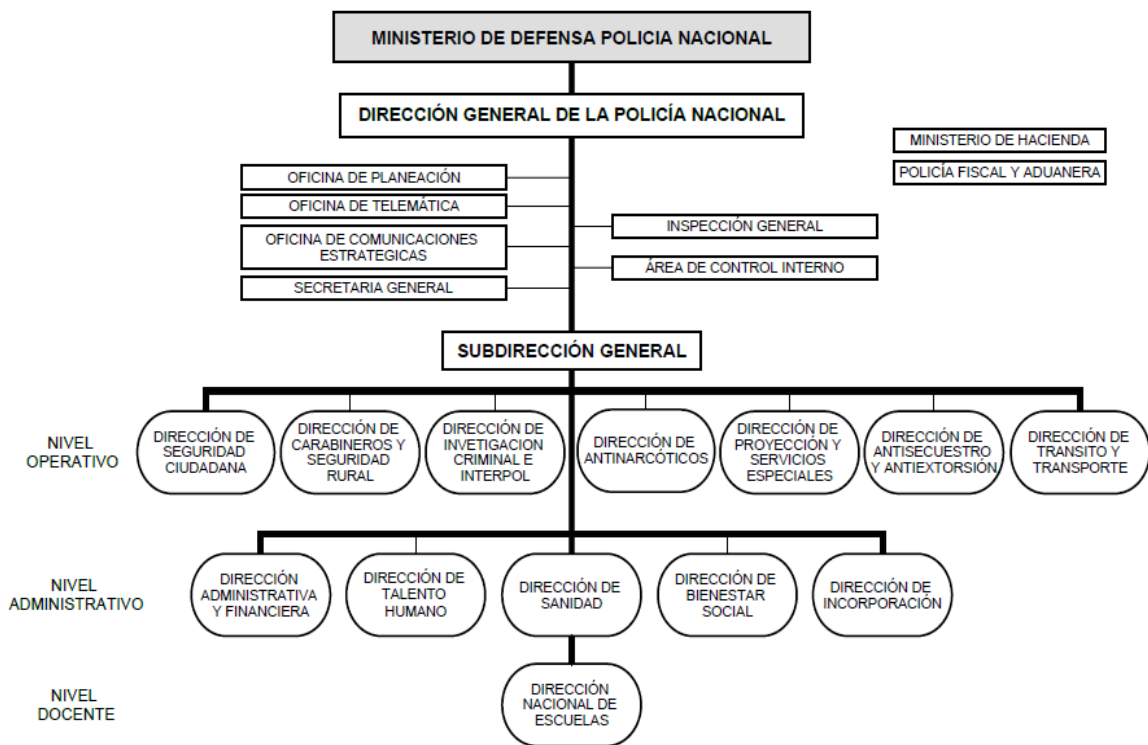 MINISTERIO DE DEFENSA POLICIA NACIONAL
DIRECCIÓN GENERAL DE LA POLICÍA NACIONAL
MINISTERIO DE HACIENDA
POLICÍA FISCAL Y ADUANERA
OFICINA DE PLANEACIÓN
OFICINA DE TELEMÁTICA
OFICINA DE COMUNICACIONES
ESTRATEGICAS
SECRETARIA GENERAL
INSPECCIÓN GENERAL
ÁREA DE CONTROL INTERNO
SUBDIRECCIÓN GENERAL
NIVEL
OPERATIVO
DIRECCIÓN DE
SEGURIDAD
CIUDADANA
DIRECCIÓN DE
CARABINEROS Y
SEGURIDAD
RURAL
DIRECCIÓN DE
INVETIGACION
CRIMINAL E
INTERPOL
DIRECCIÓN DE
ANTINARCÓTICOS
DIRECCIÓN DE
PROYECCIÓN Y
SERVICIOS
ESPECIALES
DIRECCIÓN DE
ANTISECUESTRO
Y ANTIEXTORSIÓN
DIRECCIÓN DE
TRANSITO Y
TRANSPORTE
NIVEL
ADMINISTRATIVO
DIRECCIÓN
ADMINISTRATIVA
Y FINANCIERA
DIRECCIÓN DE
TALENTO
HUMANO
DIRECCIÓN DE
SANIDAD
DIRECCIÓN DE
BIENESTAR
SOCIAL
DIRECCIÓN DE
INCORPORACIÓN
NIVEL
DOCENTE
DIRECCIÓN
NACIONAL DE
ESCUELAS